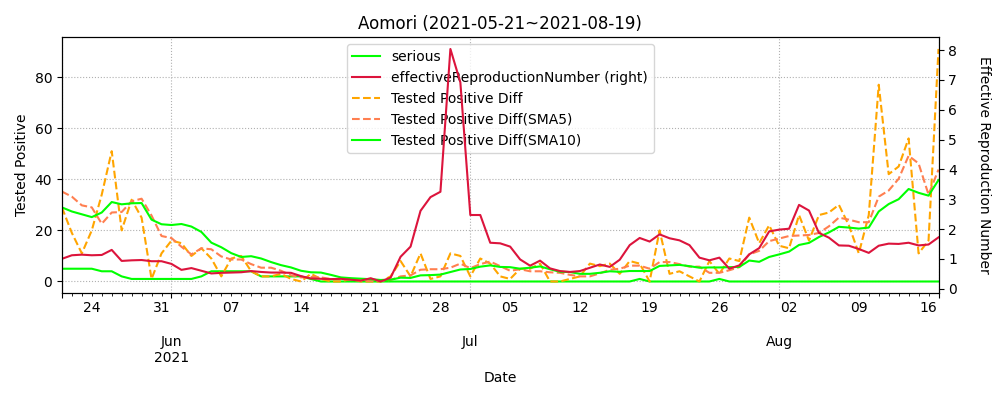 Aomori (2021-05-21~2021-08-19)
serious
effectiveReproductionNumber (right)
Tested Positive Diff
Tested Positive Diff(SMA5)
Tested Positive Diff(SMA10)
Tested Positive
80
60
40
20
0
Effective Reproduction Number
8
7
6
5
4
3
2
1
0
24 31 07 14 21 28 05 12 19 26 02 09 16
Jun Jul Aug
2021
Date